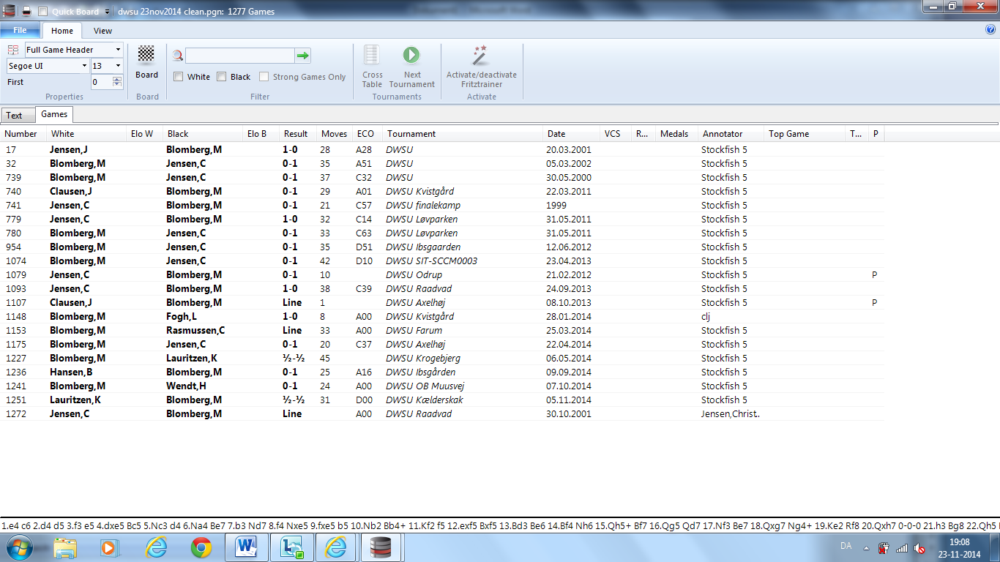 Quick Board dwsu 23nov2014 clean.pgn: 1277 Games
File Home View
Full Game Header
Segoe UI 13
First 0
Properties
Board
Board
White Black Strong Games Only
Filter
Cross Table
Next Tournament
Tournaments
Activate/deactivate Fritztrainer
Activate
Text Games
Number White Elo W Black Elo B Result Moves ECO Tournament Date VCS R... Medals Annotator Top Game T... P
17 Jensen,J Blomberg,M 1-0 28 A28 DWSU 20.03.2001 Stockfish 5
32 Blomberg,M Jensen,C 0-1 35 A51 DWSU 05.03.2002 Stockfish 5
739 Blomberg,M Jensen,C 0-1 37 C32 DWSU 30.05.2000 Stockfish 5
740 Clausen,J Blomberg,M 0-1 29 A01 DWSU Kvistgård 22.03.2011 Stockfish 5
741 Jensen,C Blomberg,M 0-1 21 C57 DWSU finalekamp 1999 Stockfish 5
779 Jensen,C Blomberg,M 1-0 32 C14 DWSU Løvparken 31.05.2011 Stockfish 5
780 Blomberg,M Jensen,C 0-1 33 C63 DWSU Løvparken 31.05.2011 Stockfish 5
954 Blomberg,M Jensen,C 0-1 35 D51 DWSU Ibsgaarden 12.06.2012 Stockfish 5
1074 Blomberg,M Jensen,C 0-1 42 D10 DWSU SIT-SCCM0003 23.04.2013 Stockfish 5
1079 Jensen,C Blomberg,M 0-1 10 DWSU Odrup 21.02.2012 Stockfish 5 P
1093 Jensen,C Blomberg,M 1-0 38 C39 DWSU Raadvad 24.09.2013 Stockfish 5
1107 Clausen,J Blomberg,M Line 1 DWSU Axelhøj 08.10.2013 Stockfish 5 P
1148 Blomberg,M Fogh,L 1-0 8 A00 DWSU Kvistgård 28.01.2014 clj
1153 Blomberg,M Rasmussen,C Line 33 A00 DWSU Farum 25.03.2014 Stockfish 5
1175 Blomberg,M Jensen,C 0-1 20 C37 DWSU Axelhøj 22.04.2014 Stockfish 5
1227 Blomberg,M Lauritzen,K ½-½ 45 DWSU Krogebjerg 06.05.2014 Stockfish 5
1236 Hansen,B Blomberg,M 0-1 25 A16 DWSU Ibsgården 09.09.2014 Stockfish 5
1241 Blomberg,M Wendt,H 0-1 24 A00 DWSU OB Muusvej 07.10.2014 Stockfish 5
1251 Lauritzen,K Blomberg,M ½-½ 31 D00 DWSU Kælderskak 05.11.2014 Stockfish 5
1272 Jensen,C Blomberg,M Line A00 DWSU Raadvad 30.10.2001 Jensen,Christ..
1.e4 c6 2.d4 d5 3.f3 e5 4.dxe5 Bc5 5.Nc3 d4 6.Na4 Be7 7.b3 Nd7 8.f4 Nxe5 9.fxe5 b5 10.Nb2 Bb4+ 11.Kf2 f5 12.exf5 Bxf5 13.Bd3 Be6 14.Bf4 Nh6 15.Qh5+ Bf7 16.Qg5 Qd7 17.Nf3 Be7 18.Qxg7 Ng4+ 19.Ke2 Rf8 20.Qxh7 0-0-0 21.h3 Bg8 22.Qh5
DA 19:08
23-11-2014